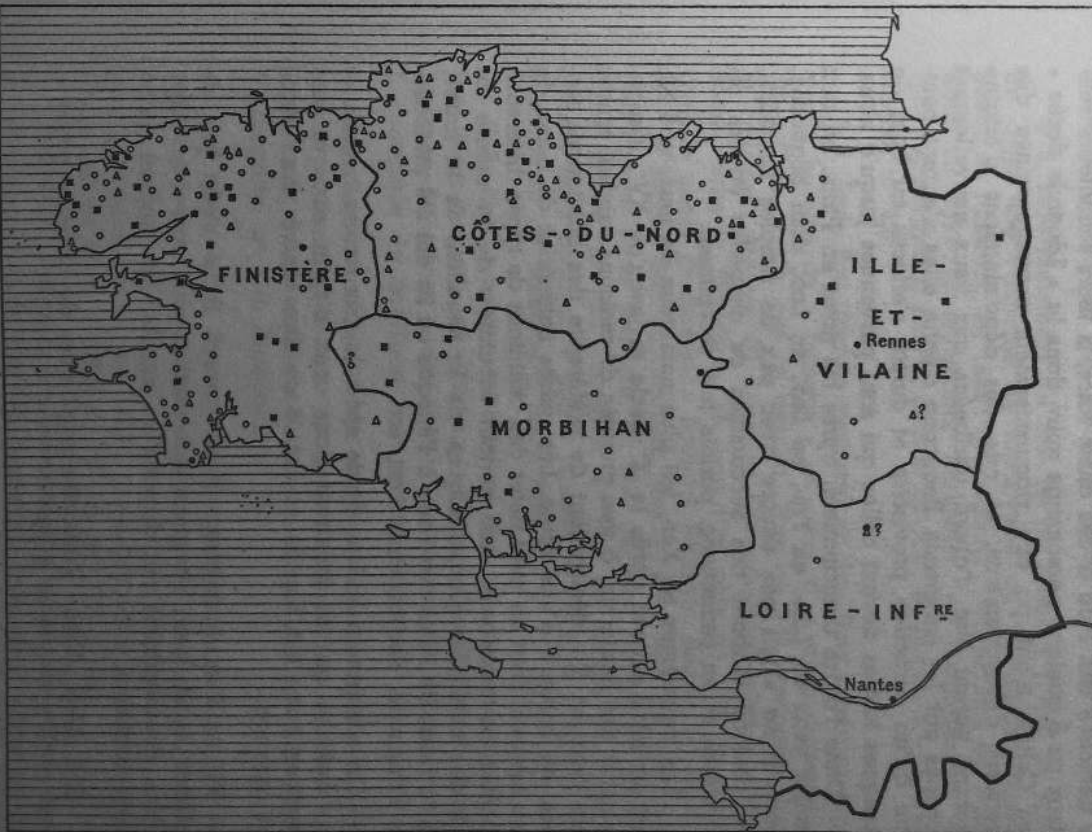 CÔTES-DU-NORD
FINISTÈRE
ILLE-
ET-
Rennes
VILAINE
?
MORBIHAN
?
LOIRE-INFRE
Nantes